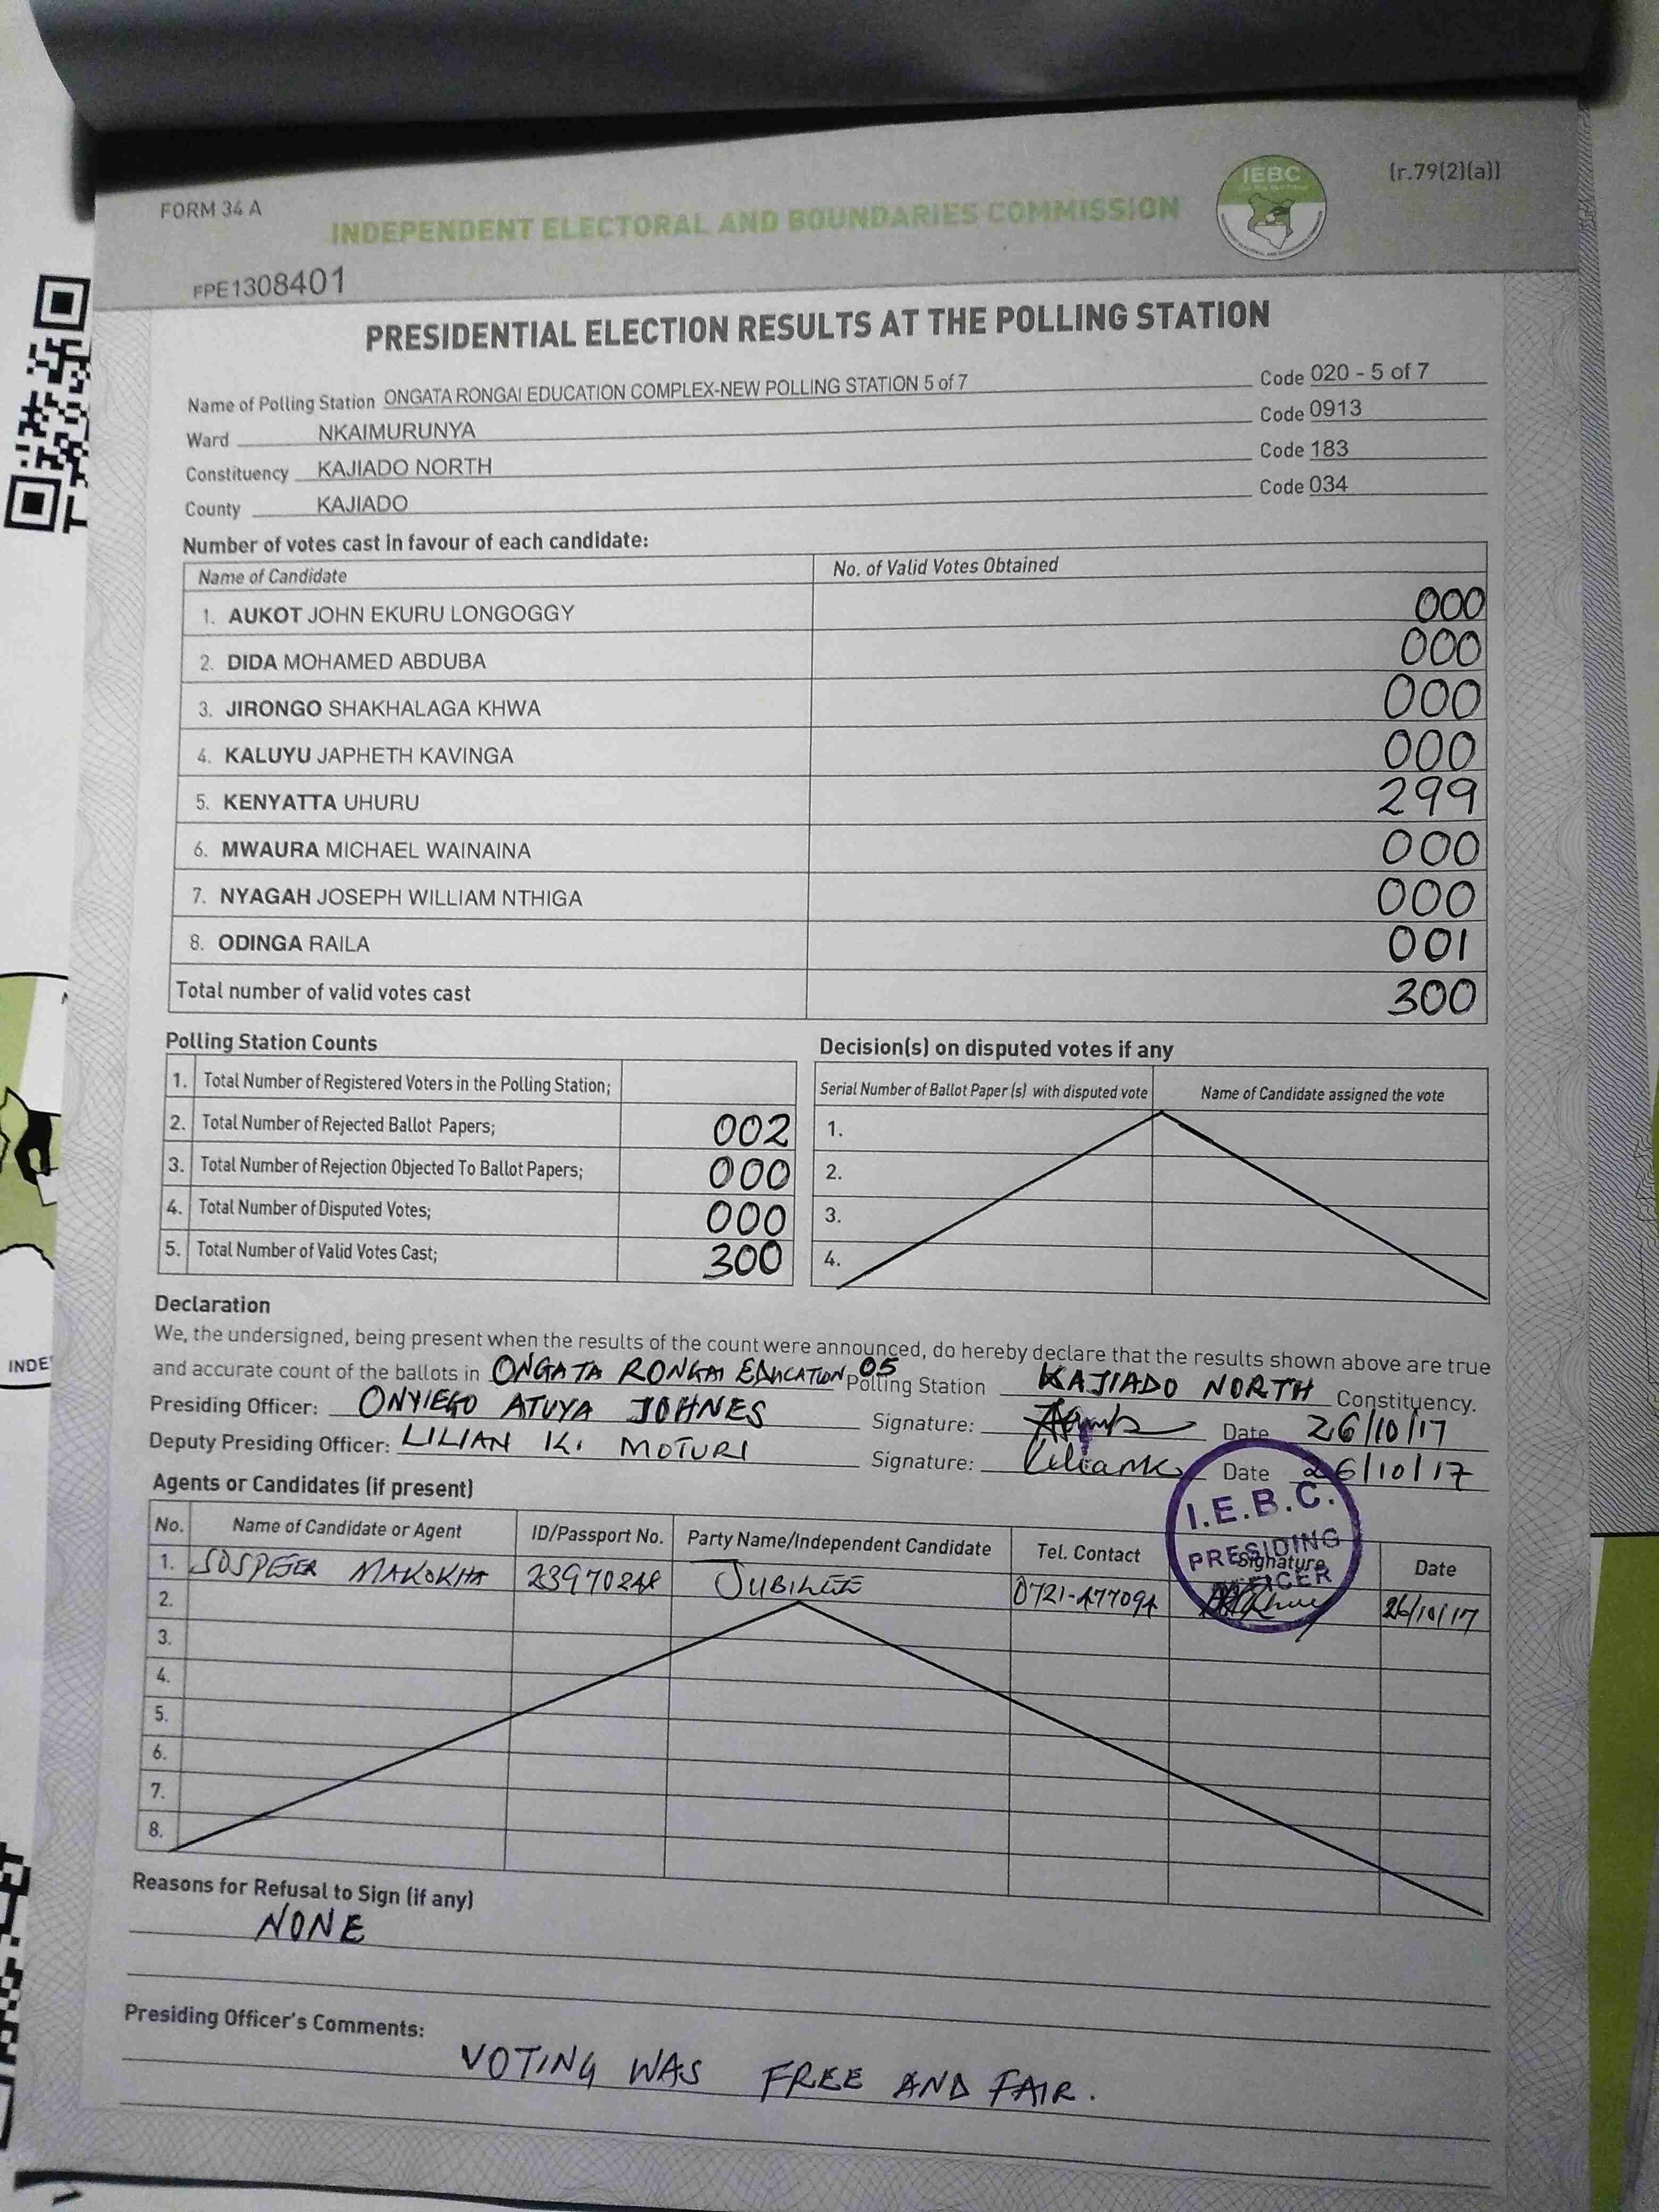 (r.79(2)(a))
FORM 34 A
INDEPENDENT ELECTORAL AND BOUNDARIES COMMISSION
IEBC
FPE1308401
PRESIDENTIAL ELECTION RESULTS AT THE POLLING STATION
Name of Polling Station ONGATA RONGAI EDUCATION COMPLEX-NEW POLLING STATION 5 of 7 Code 020 - 5 of 7
Ward NKAIMURUNYA Code 0913
Constituency KAJIADO NORTH Code 183
County KAJIADO Code 034
Number of votes cast in favour of each candidate:
Name of Candidate No. of Valid Votes Obtained
1. AUKOT JOHN EKURU LONGOGGY 000
2. DIDA MOHAMED ABDUBA 000
3. JIRONGO SHAKHALAGA KHWA 000
4. KALUYU JAPHETH KAVINGA 000
5. KENYATTA UHURU 299
6. MWAURA MICHAEL WAINAINA 000
7. NYAGAH JOSEPH WILLIAM NTHIGA 000
8. ODINGA RAILA 001
Total number of valid votes cast 300
Polling Station Counts
1. Total Number of Registered Voters in the Polling Station;
2. Total Number of Rejected Ballot Papers; 002
3. Total Number of Rejection Objected To Ballot Papers; 000
4. Total Number of Disputed Votes; 000
5. Total Number of Valid Votes Cast; 300
Decision(s) on disputed votes if any
Serial Number of Ballot Paper (s) with disputed vote Name of Candidate assigned the vote
1.
2.
3.
4.
Declaration
We, the undersigned, being present when the results of the count were announced, do hereby declare that the results shown above are true
and accurate count of the ballots in ONGATA RONGAI EDUCATION 05 Polling Station KAJIADO NORTH Constituency.
Presiding Officer: ONYIEGO ATUYA JOHNES Signature: Date 26/10/17
Deputy Presiding Officer: LILIAN K. MOTURI Signature: Liliank Date 26/10/17
I.E.B.C.
PRESIDING
OFFICER
Agents or Candidates (if present)
No. Name of Candidate or Agent ID/Passport No. Party Name/Independent Candidate Tel. Contact Signature Date
1. SOSPETER MAKOKHA 23970248 JUBILEE 0721-477094 26/10/17
2.
3.
4.
5.
6.
7.
8.
Reasons for Refusal to Sign (if any)
NONE
Presiding Officer's Comments:
VOTING WAS FREE AND FAIR.
INDE